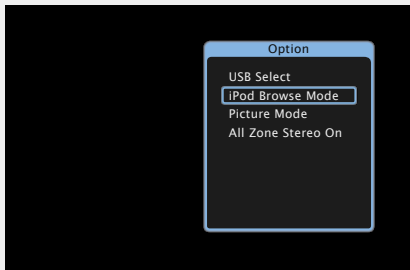 Option
USB Select
iPod Browse Mode
Picture Mode
All Zone Stereo On